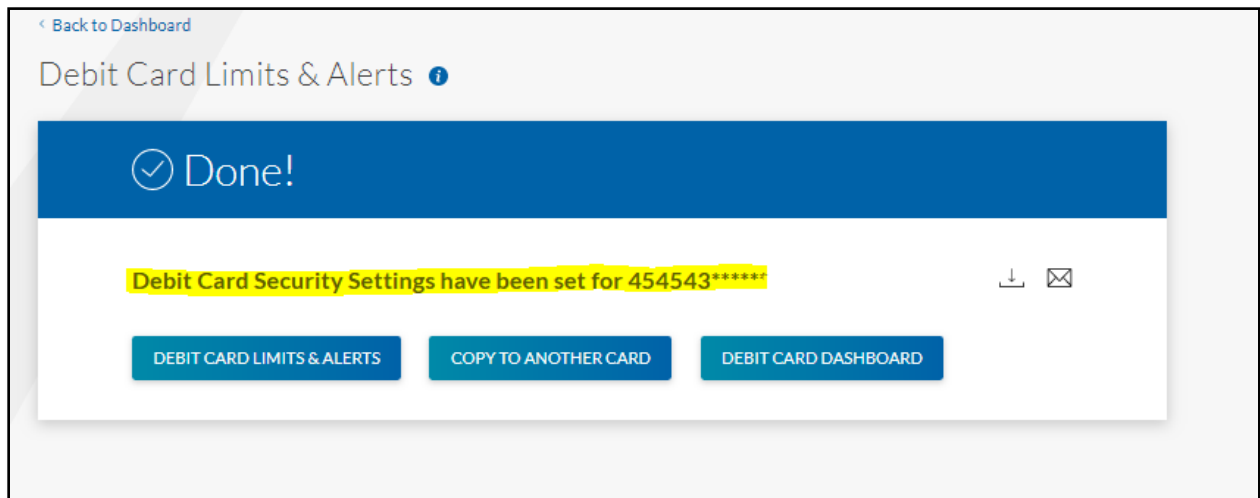 < Back to Dashboard
Debit Card Limits & Alerts i
Done!
Debit Card Security Settings have been set for 454543******
DEBIT CARD LIMITS & ALERTS
COPY TO ANOTHER CARD
DEBIT CARD DASHBOARD